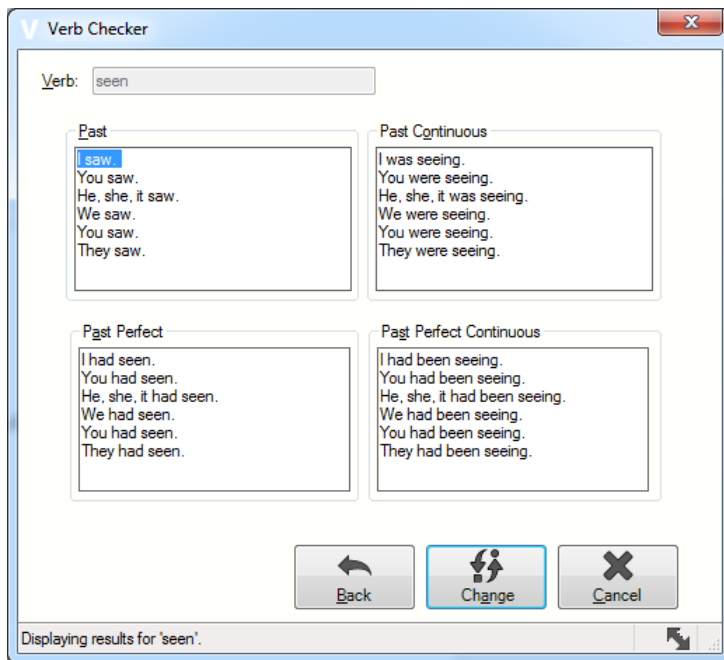 V Verb Checker
Verb: seen
Past
I saw.
You saw.
He, she, it saw.
We saw.
You saw.
They saw.
Past Continuous
I was seeing.
You were seeing.
He, she, it was seeing.
We were seeing.
You were seeing.
They were seeing.
Past Perfect
I had seen.
You had seen.
He, she, it had seen.
We had seen.
You had seen.
They had seen.
Past Perfect Continuous
I had been seeing.
You had been seeing.
He, she, it had been seeing.
We had been seeing.
You had been seeing.
They had been seeing.
Back Change Cancel
Displaying results for 'seen'.